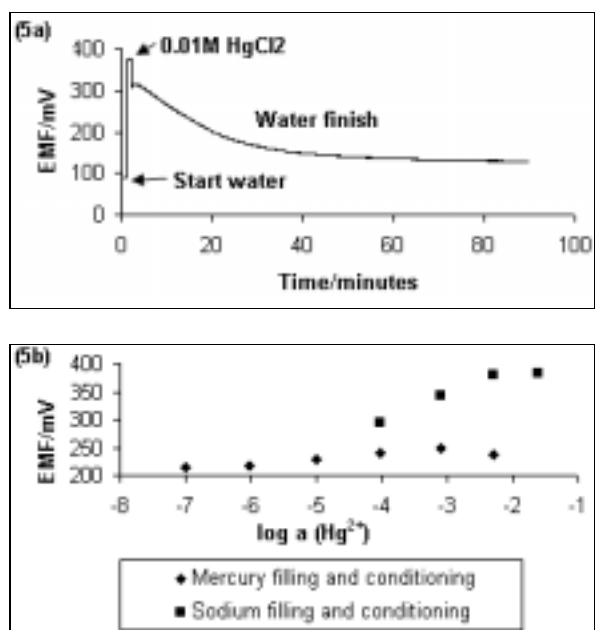 (5a)
400
0.01M HgCl2
300
EMF/mV
200
Water finish
100
Start water
0
0 20 40 60 80 100
Time/minutes
(5b)
400
350
EMF/mV
300
250
200
-8 -7 -6 -5 -4 -3 -2 -1
log a (Hg²⁺)
Mercury filling and conditioning
Sodium filling and conditioning